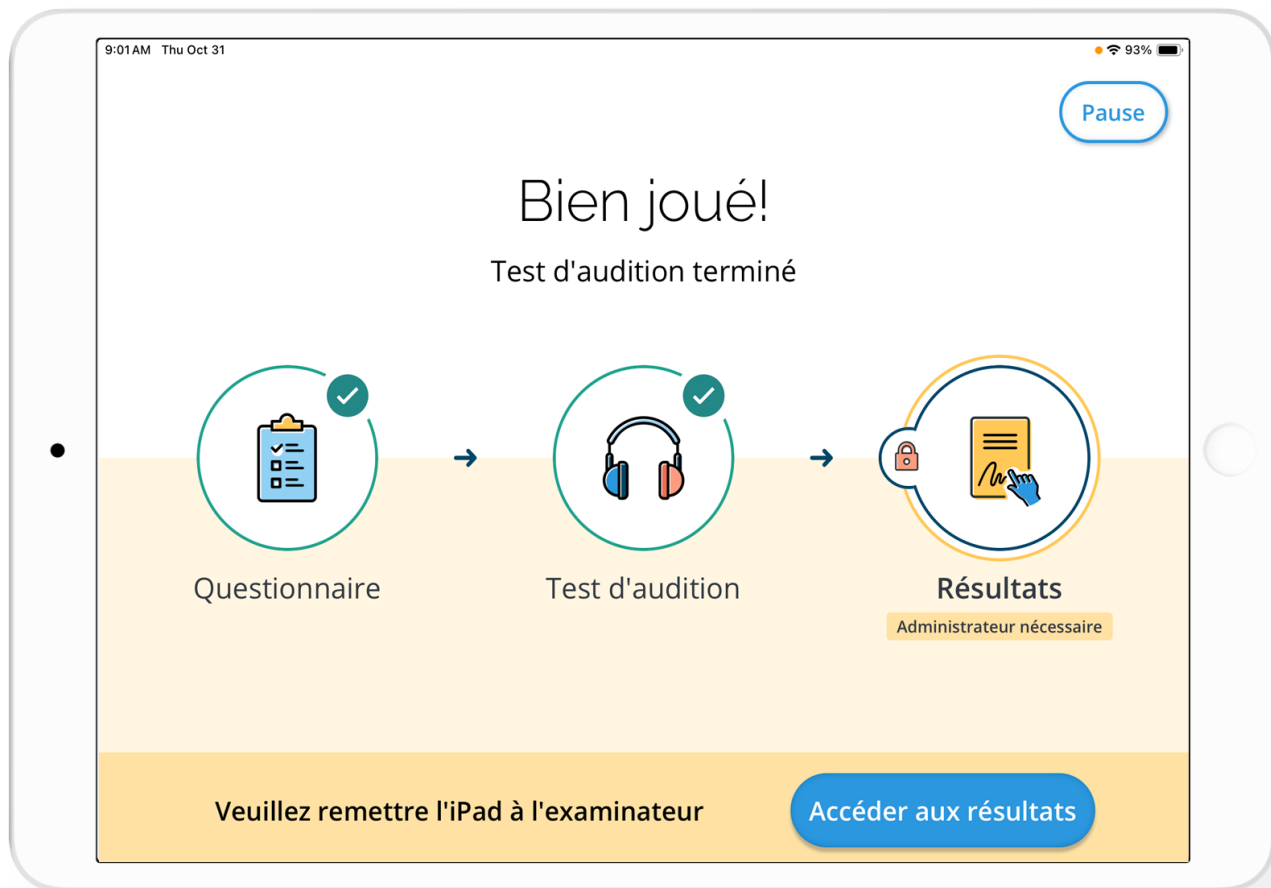 9:01 AM Thu Oct 31
93%
Pause
Bien joué!
Test d'audition terminé
Questionnaire
Test d'audition
Résultats
Administrateur nécessaire
Veuillez remettre l'iPad à l'examinateur
Accéder aux résultats